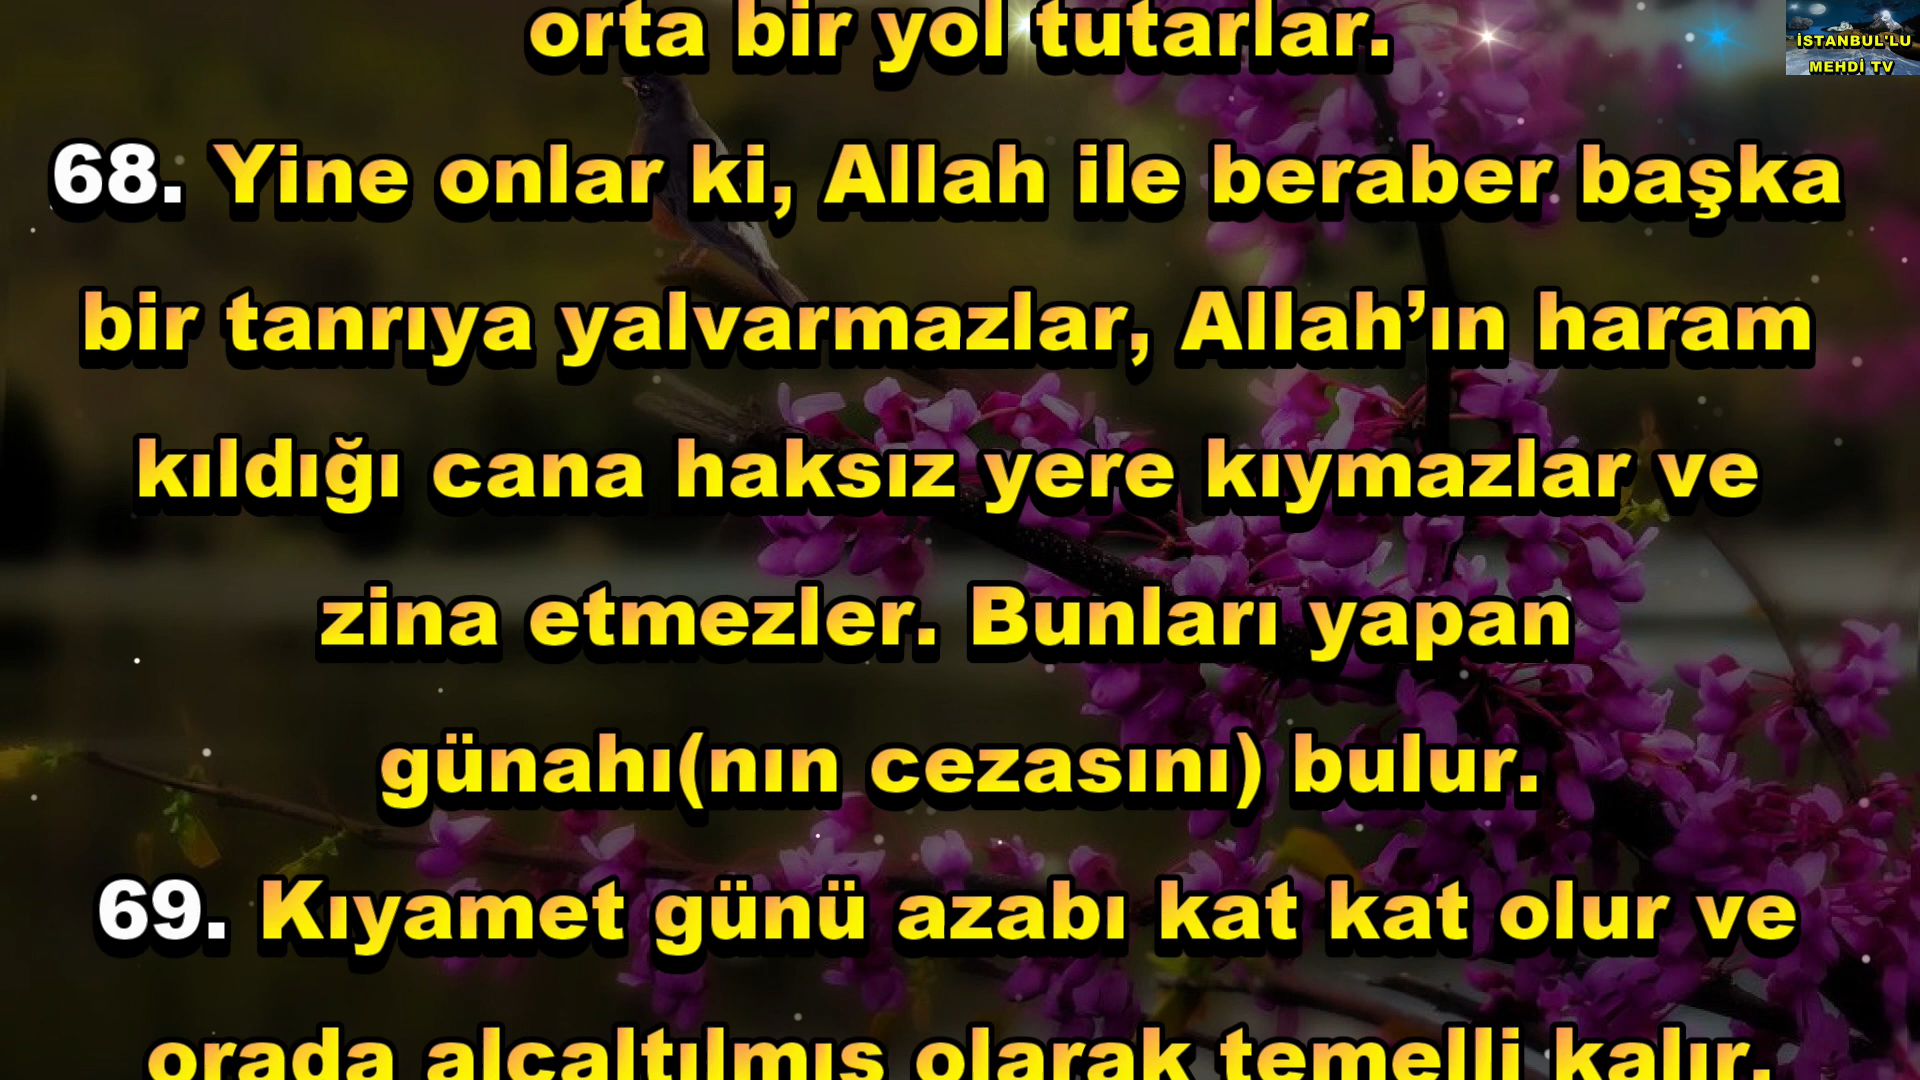 orta bir yol tutarlar.
İSTANBUL'LU
MEHDİ TV
68. Yine onlar ki, Allah ile beraber başka
bir tanrıya yalvarmazlar, Allah’ın haram
kıldığı cana haksız yere kıymazlar ve
zina etmezler. Bunları yapan
günahı(nın cezasını) bulur.
69. Kıyamet günü azabı kat kat olur ve
orada alçaltılmış olarak temelli kalır.